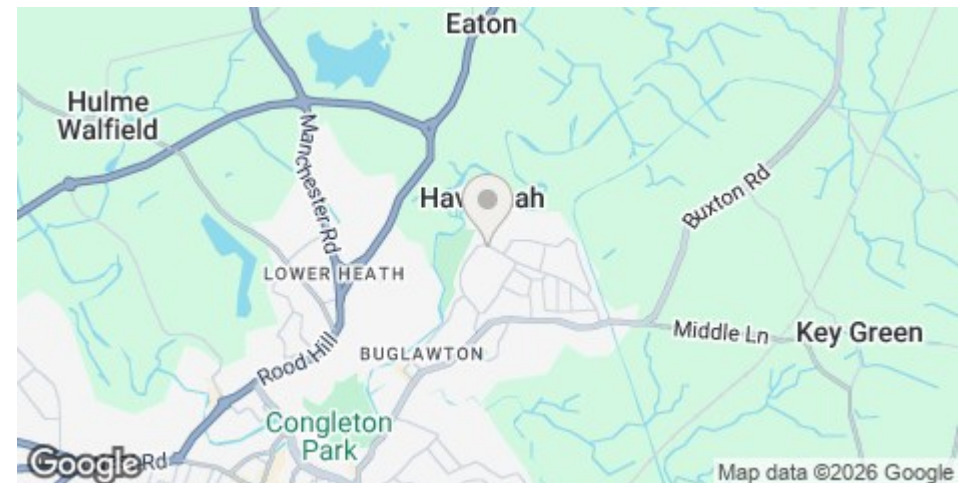 Eaton
Hulme
Walfield
Manchester Rd
Buxton Rd
LOWER HEATH
Middle Ln
Key Green
BUGLAWTON
Rood Hill
Congleton
Park
Rd
Google
Map data ©2026 Google